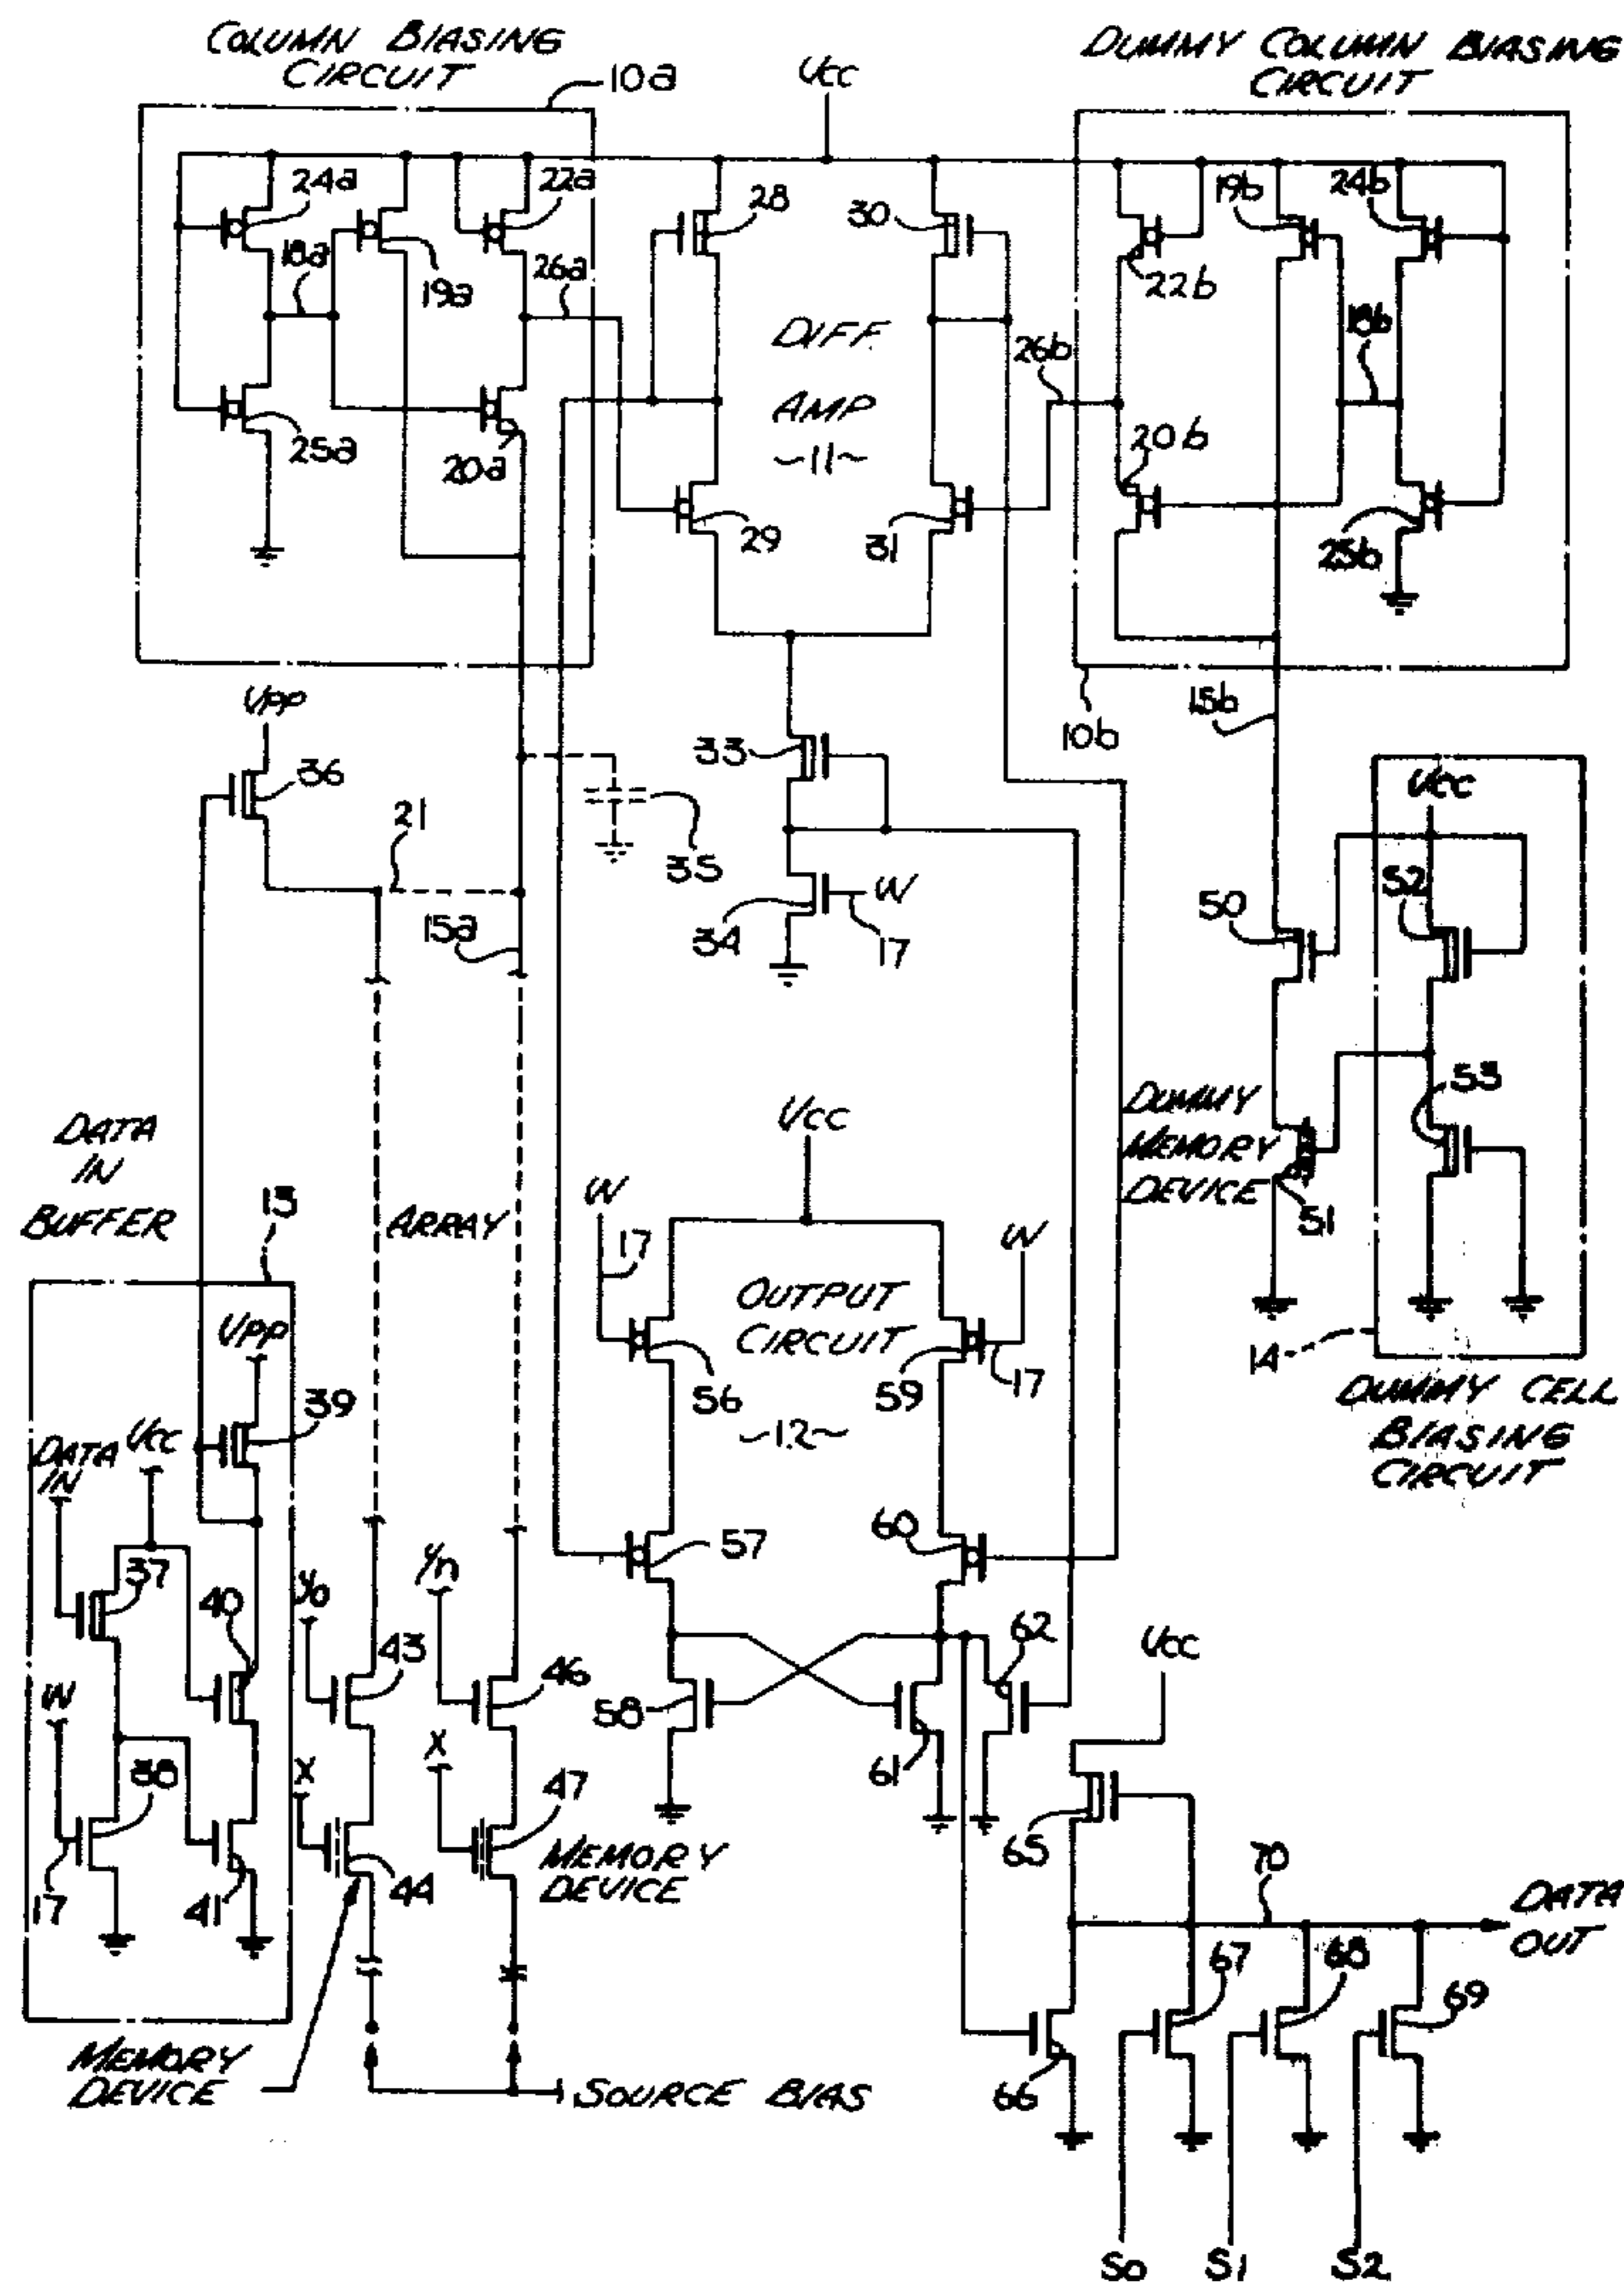 COLUMN BIASING
CIRCUIT
10a
VCC
DUMMY COLUMN BIASING
CIRCUIT
24a
22a
28
30
19b
24b
18a
19a
26a
22b
18b
DIFF
AMP
~11~
26b
25a
20a
20b
29
31
25b
VPP
36
33
10b
15b
21
35
VCC
15a
34
W
17
50
52
DATA
IN
BUFFER
13
ARRAY
VCC
DUMMY
MEMORY
DEVICE
51
53
W
17
W
OUTPUT
CIRCUIT
VPP
56
59
17
14
DUMMY CELL
BIASING
CIRCUIT
~12~
39
DATA
IN
VCC
57
60
37
40
Y0
Yn
43
46
58
62
VCC
W
38
X
X
47
61
65
MEMORY
DEVICE
17
41
44
70
DATA
OUT
67
68
69
MEMORY
DEVICE
SOURCE BIAS
66
S0
S1
S2